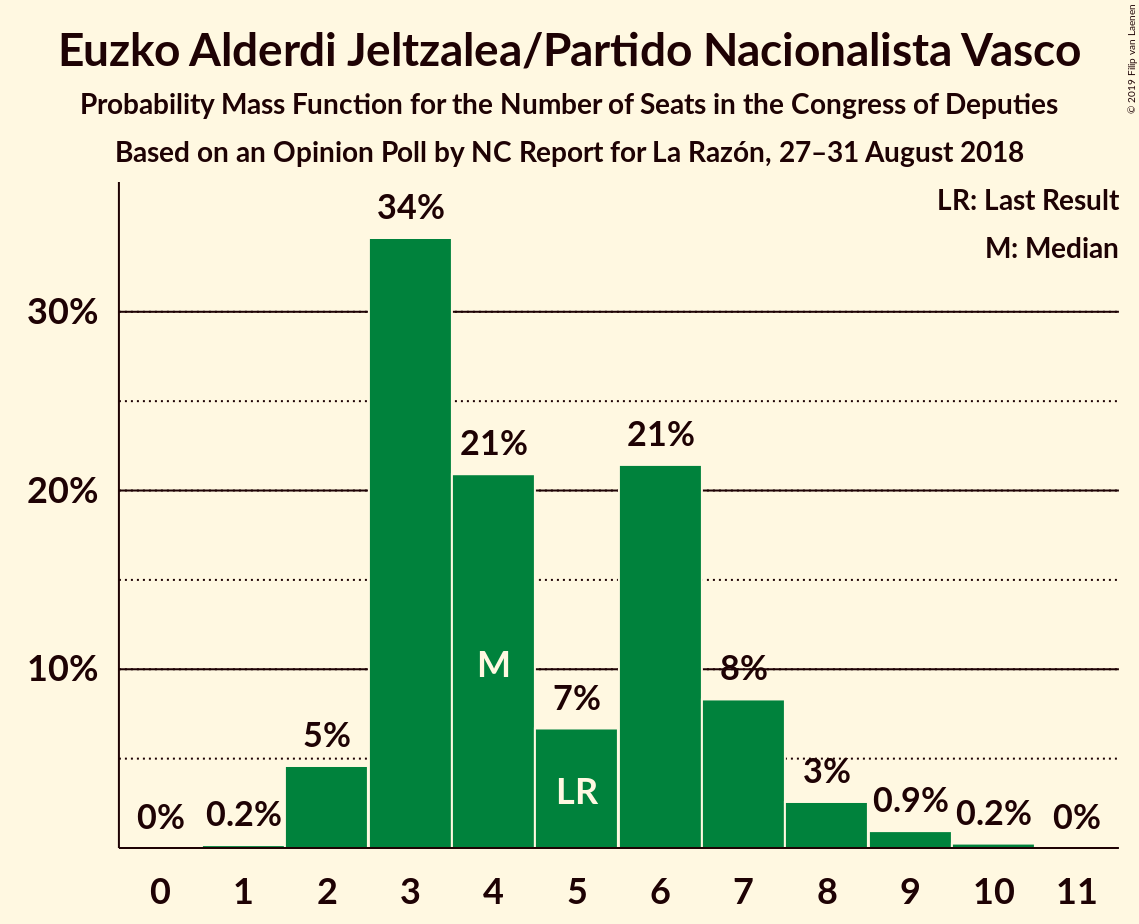 Euzko Alderdi Jeltzalea/Partido Nacionalista Vasco
Probability Mass Function for the Number of Seats in the Congress of Deputies
Based on an Opinion Poll by NC Report for La Razón, 27–31 August 2018
© 2019 Filip van Laenen
LR: Last Result
M: Median
34%
30%
21%
21%
20%
10%
M
8%
7%
5%
LR
3%
0%
0.2%
0.9%
0.2%
0%
0 1 2 3 4 5 6 7 8 9 10 11